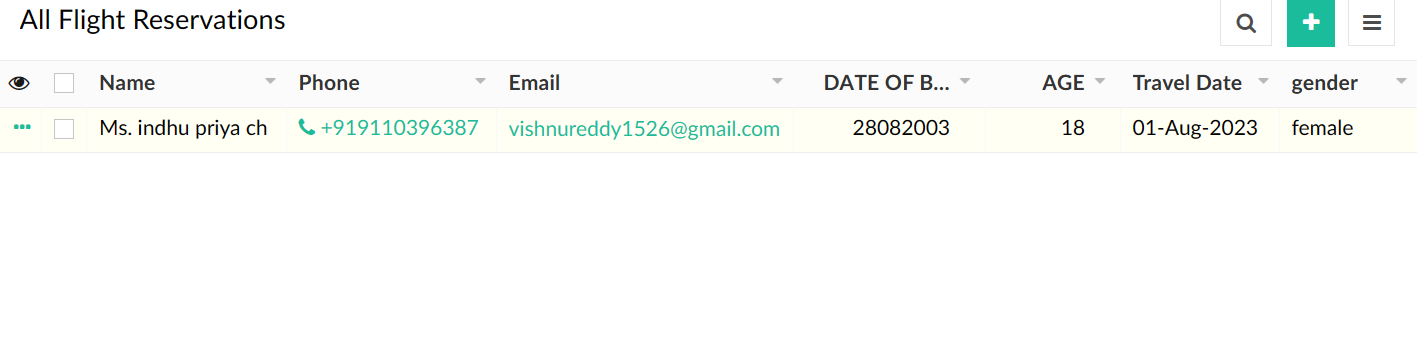 All Flight Reservations
Name Phone Email DATE OF B... AGE Travel Date gender
Ms. indhu priya ch +919110396387 vishnureddy1526@gmail.com 28082003 18 01-Aug-2023 female